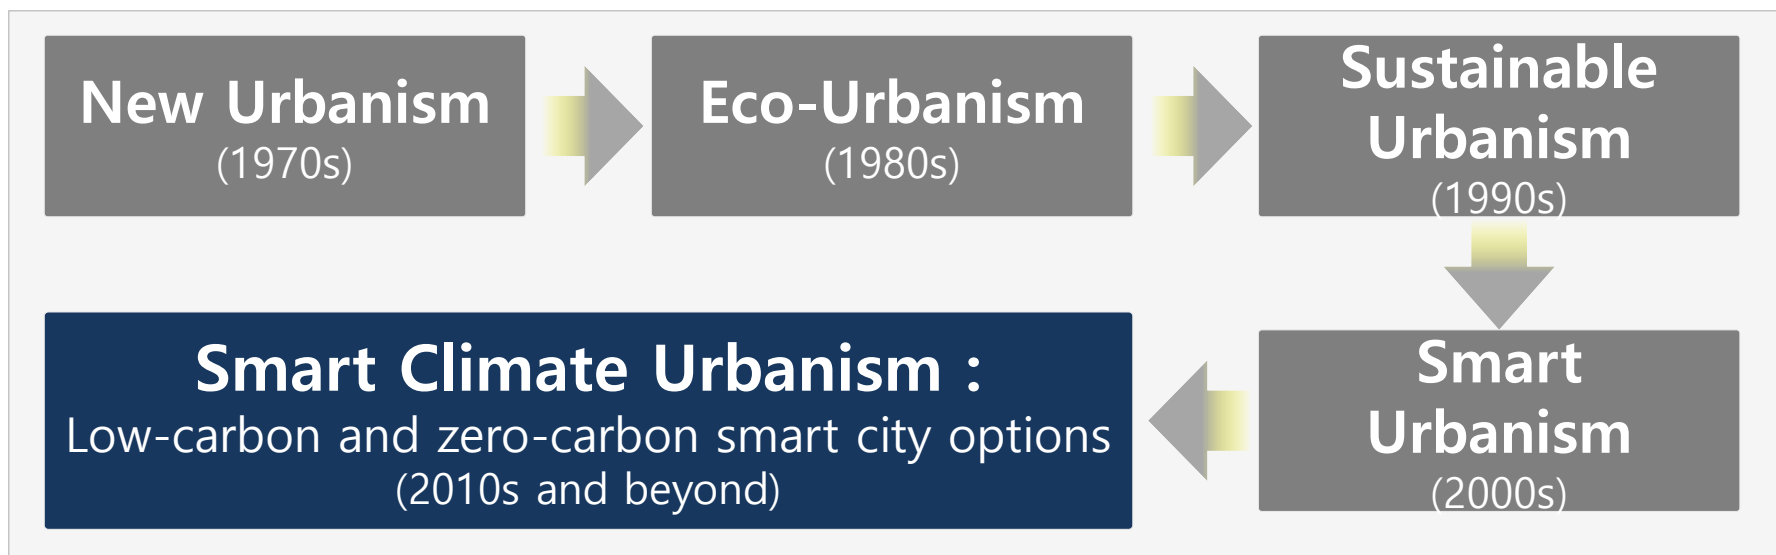 New Urbanism
(1970s)
Eco-Urbanism
(1980s)
Sustainable
Urbanism
(1990s)
Smart
Urbanism
(2000s)
Smart Climate Urbanism :
Low-carbon and zero-carbon smart city options
(2010s and beyond)